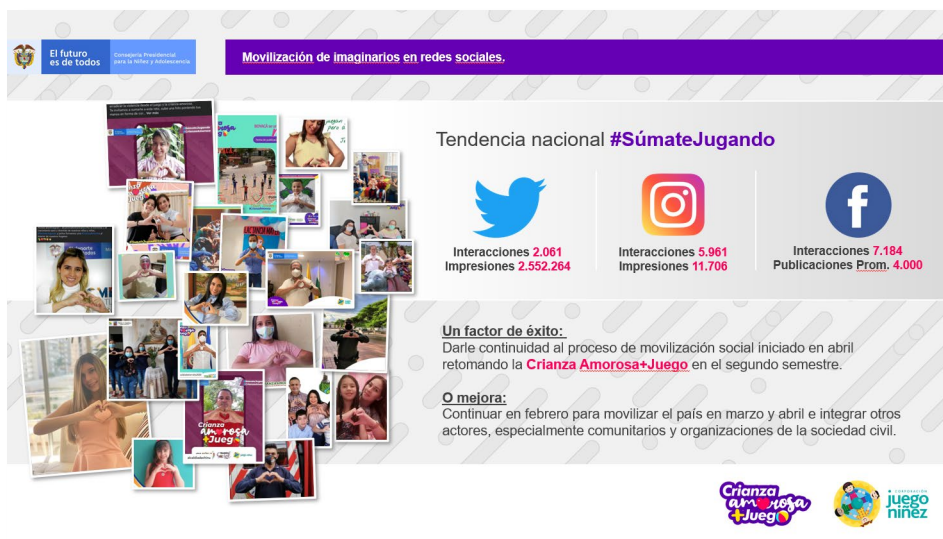 El futuro
es de todos
Consejería Presidencial
para la Niñez y Adolescencia
Movilización de imaginarios en redes sociales.
Tendencia nacional #SúmateJugando
Interacciones 2.061
Impresiones 2.552.264
Interacciones 5.961
Impresiones 11.706
Interacciones 7.184
Publicaciones Prom. 4.000
Un factor de éxito:
Darle continuidad al proceso de movilización social iniciado en abril
retomando la Crianza Amorosa+Juego en el segundo semestre.
O mejora:
Continuar en febrero para movilizar el país en marzo y abril e integrar otros
actores, especialmente comunitarios y organizaciones de la sociedad civil.
Crianza
amorosa
+Juego
Crianza
amorosa
+Juego
CORPORACIÓN
juego
niñez